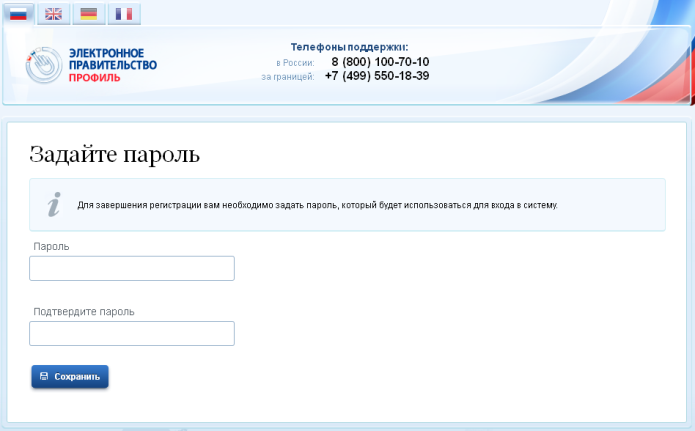 ЭЛЕКТРОННОЕ
ПРАВИТЕЛЬСТВО
ПРОФИЛЬ
Телефоны поддержки:
в России: 8 (800) 100-70-10
за границей: +7 (499) 550-18-39
Задайте пароль
i Для завершения регистрации вам необходимо задать пароль, который будет использоваться для входа в систему.
Пароль
Подтвердите пароль
Сохранить